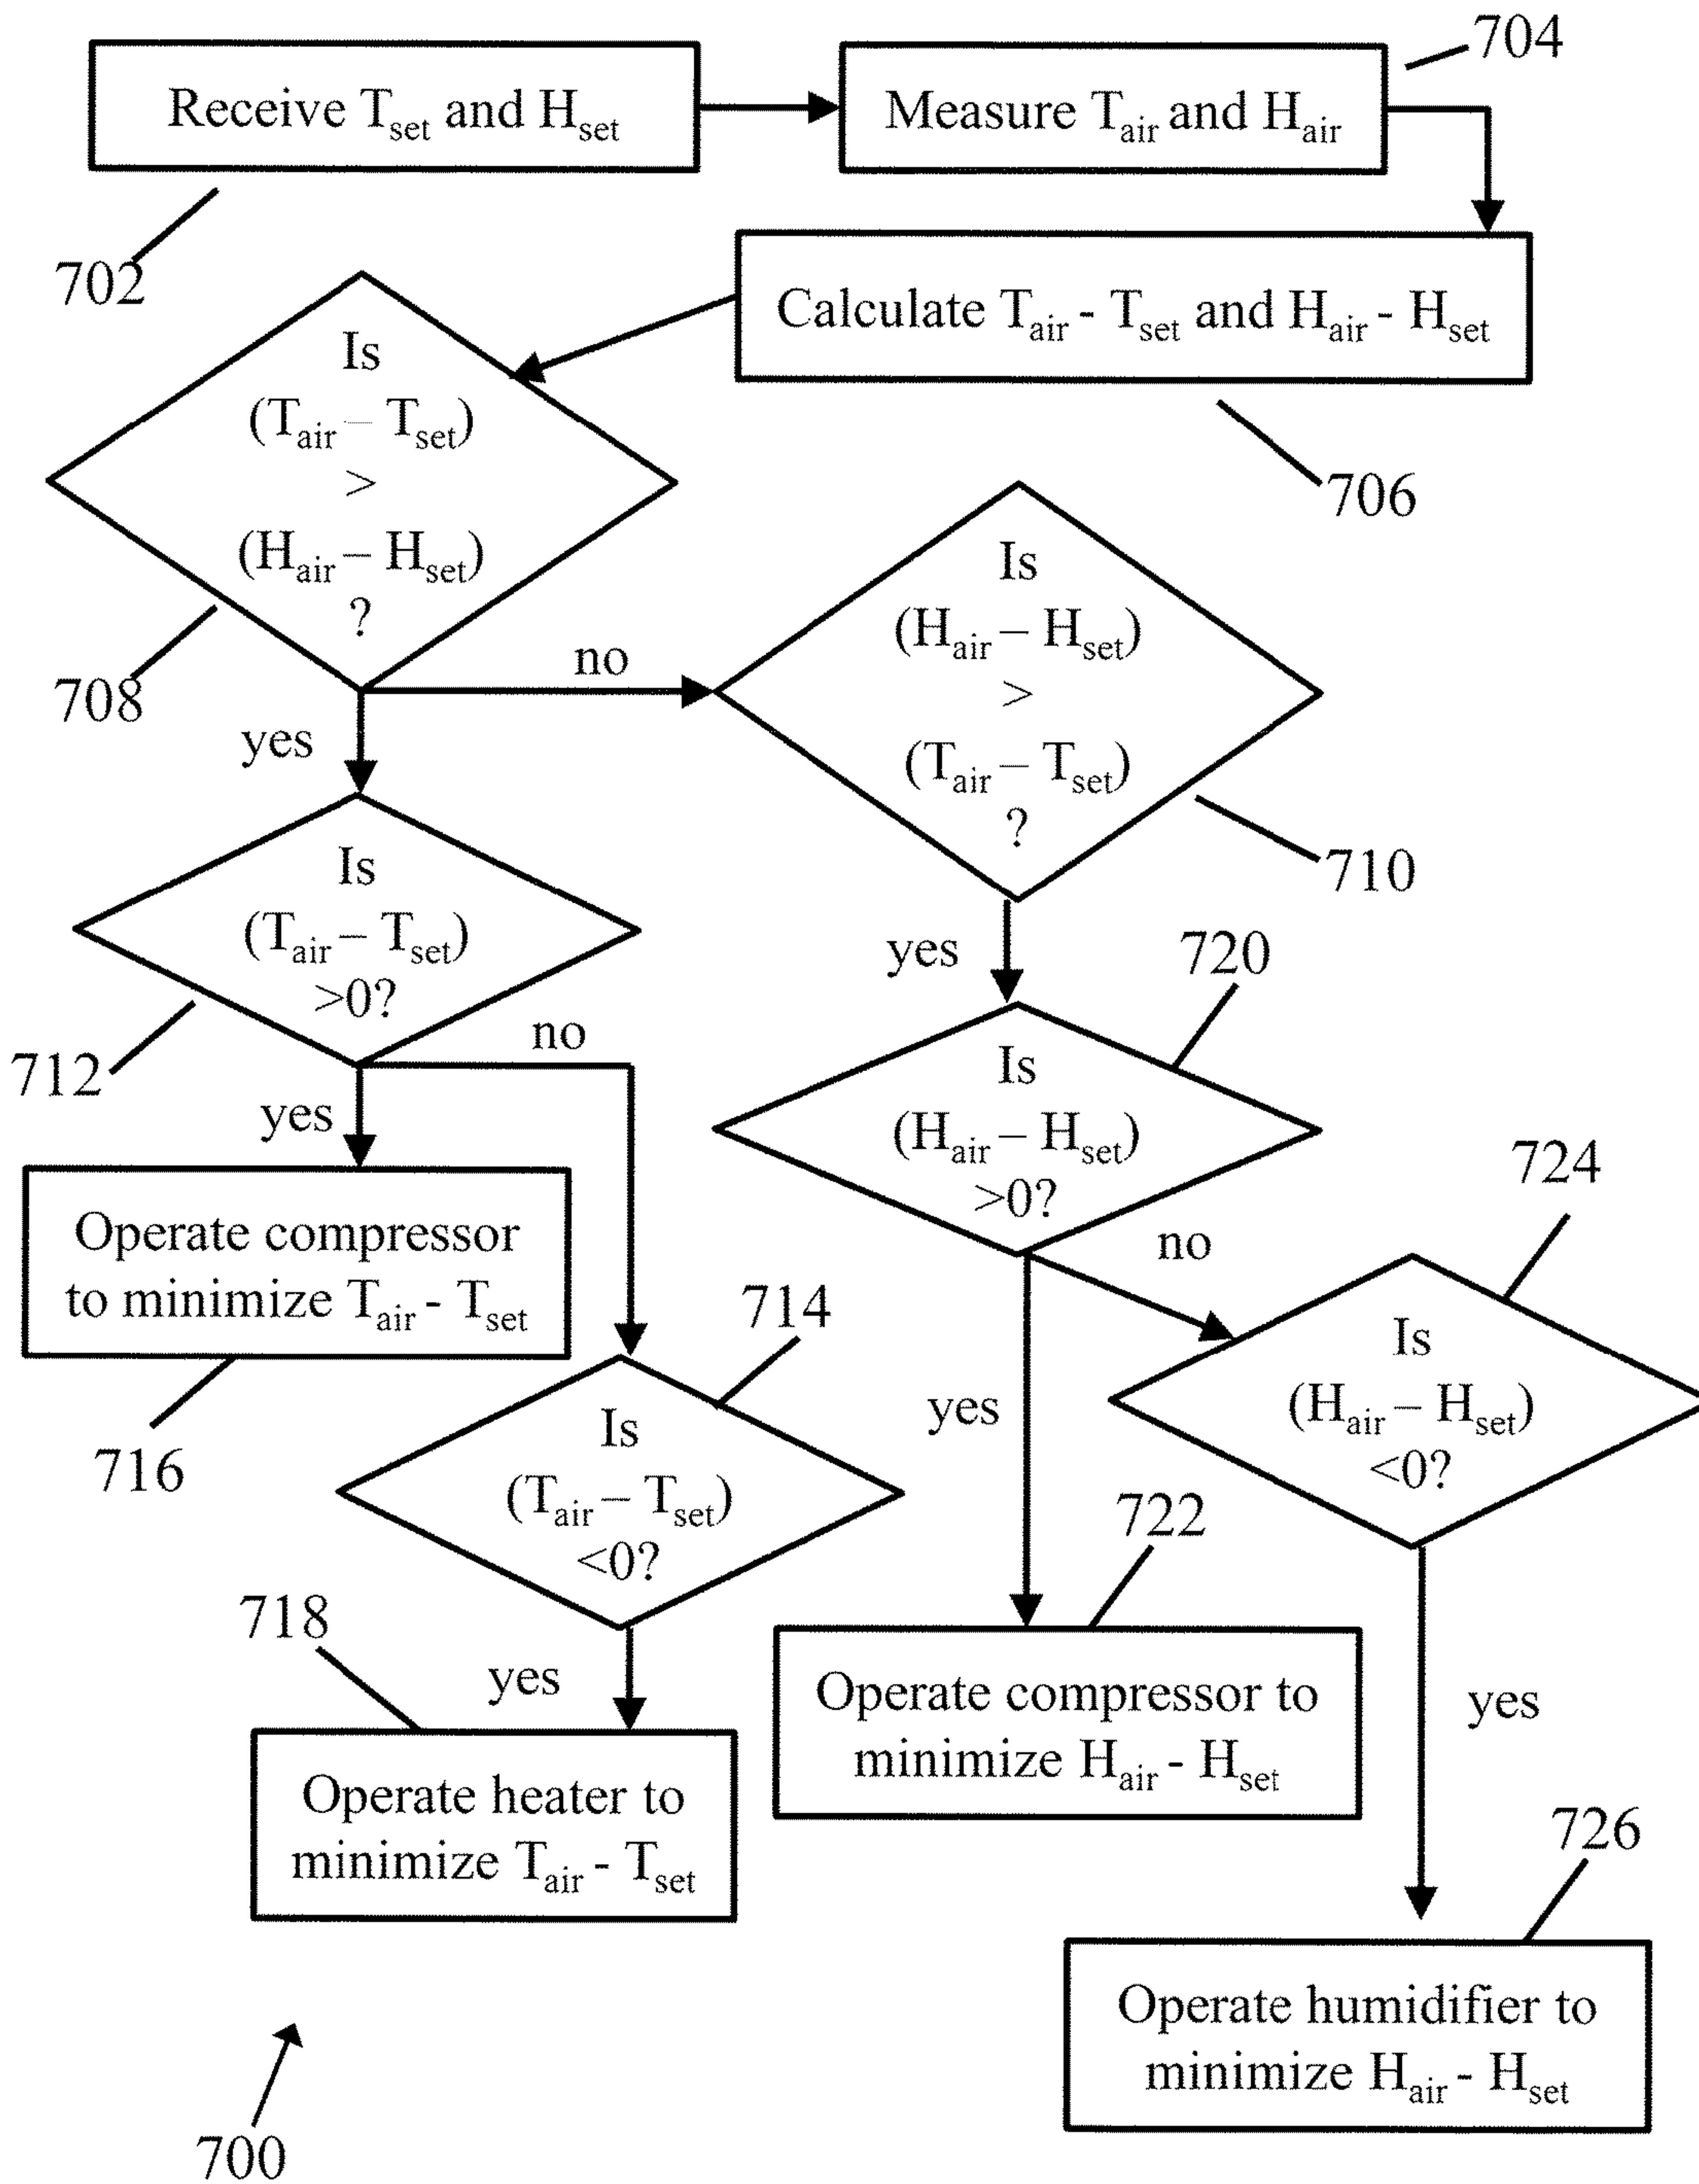 704
Receive Tset and Hset
Measure Tair and Hair
702
Calculate Tair - Tset and Hair - Hset
706
Is
(Tair – Tset)
>
(Hair – Hset)
?
708
no
yes
Is
(Hair – Hset)
>
(Tair – Tset)
?
710
yes
Is
(Tair – Tset)
>0?
712
no
yes
720
Is
(Hair – Hset)
>0?
no
yes
724
Operate compressor
to minimize Tair - Tset
716
714
Is
(Tair – Tset)
<0?
yes
Is
(Hair – Hset)
<0?
yes
722
718
Operate compressor to
minimize Hair - Hset
Operate heater to
minimize Tair - Tset
726
Operate humidifier to
minimize Hair - Hset
700